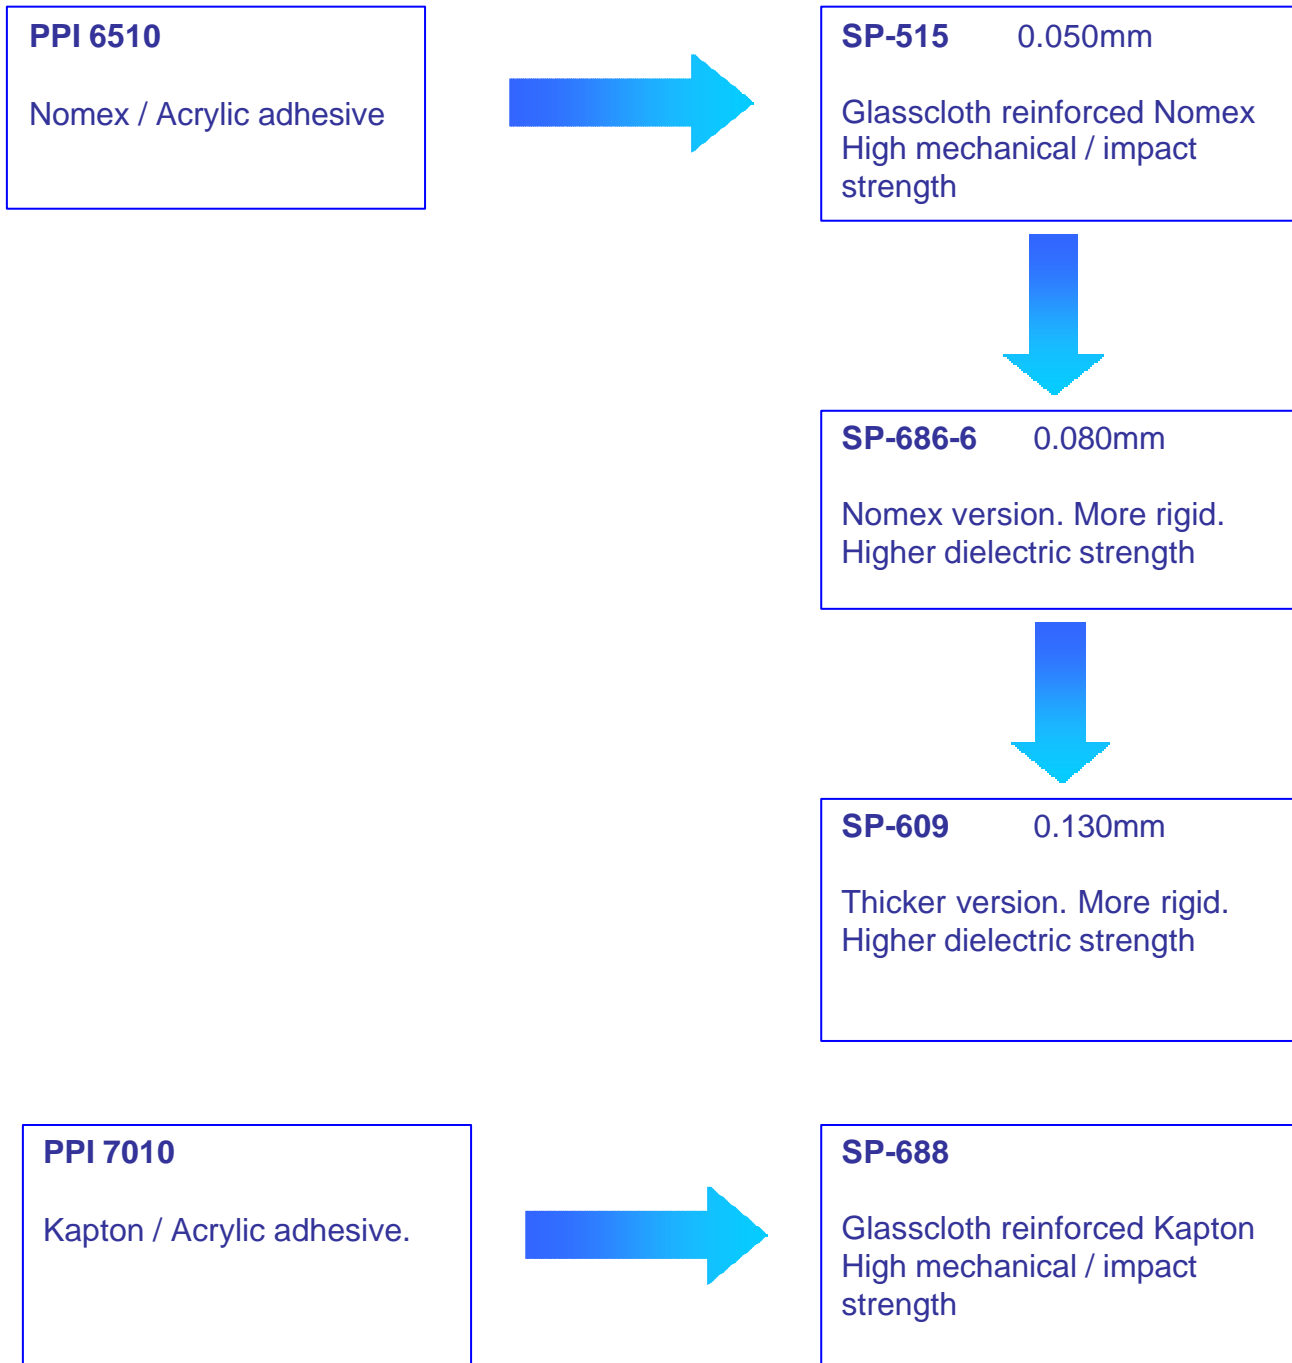 PPI 6510
Nomex / Acrylic adhesive
SP-515 0.050mm
Glasscloth reinforced Nomex
High mechanical / impact
strength
SP-686-6 0.080mm
Nomex version. More rigid.
Higher dielectric strength
SP-609 0.130mm
Thicker version. More rigid.
Higher dielectric strength
PPI 7010
Kapton / Acrylic adhesive.
SP-688
Glasscloth reinforced Kapton
High mechanical / impact
strength